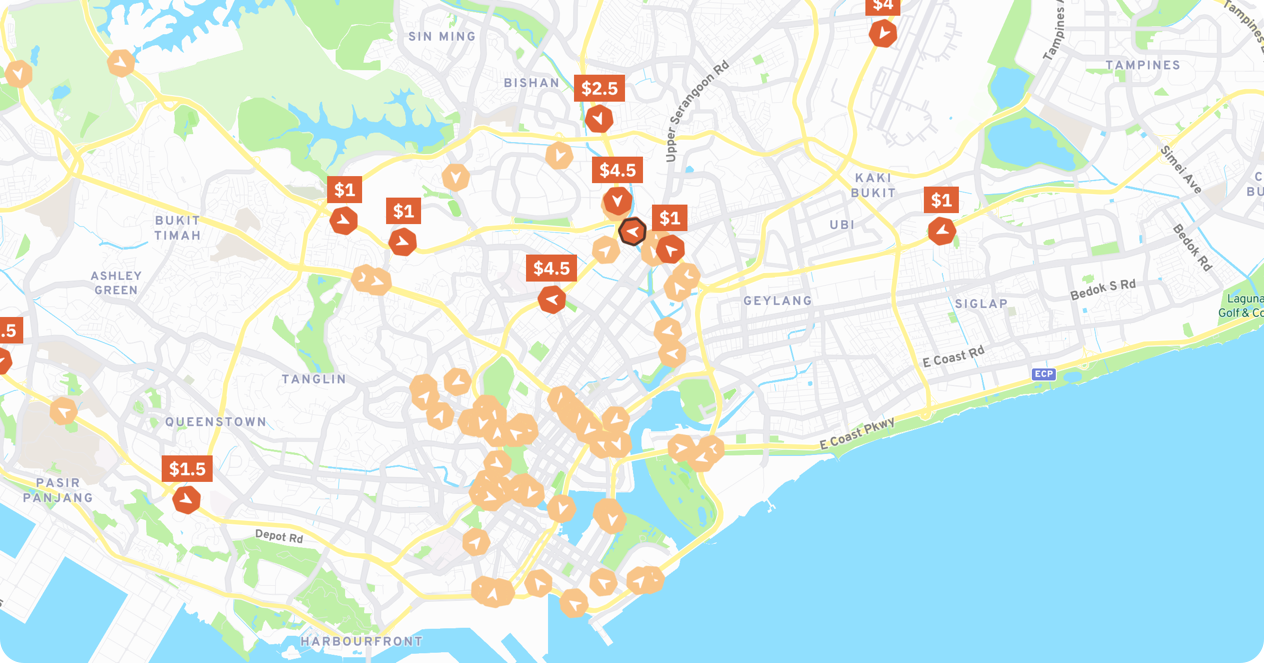 $4
SIN MING
Tampines
Tampines
TAMPINES
BISHAN
$2.5
Upper Serangoon Rd
$4.5
Simei Ave
KAKI
BUKIT
$1
$1
$1
$1
BUKIT
TIMAH
UBI
Bedok Rd
$4.5
ASHLEY
GREEN
GEYLANG
SIGLAP
Bedok S Rd
Laguna
Golf & Co
.5
E Coast Rd
ECP
TANGLIN
QUEENSTOWN
E Coast Pkwy
$1.5
PASIR
PANJANG
Depot Rd
HARBOURFRONT